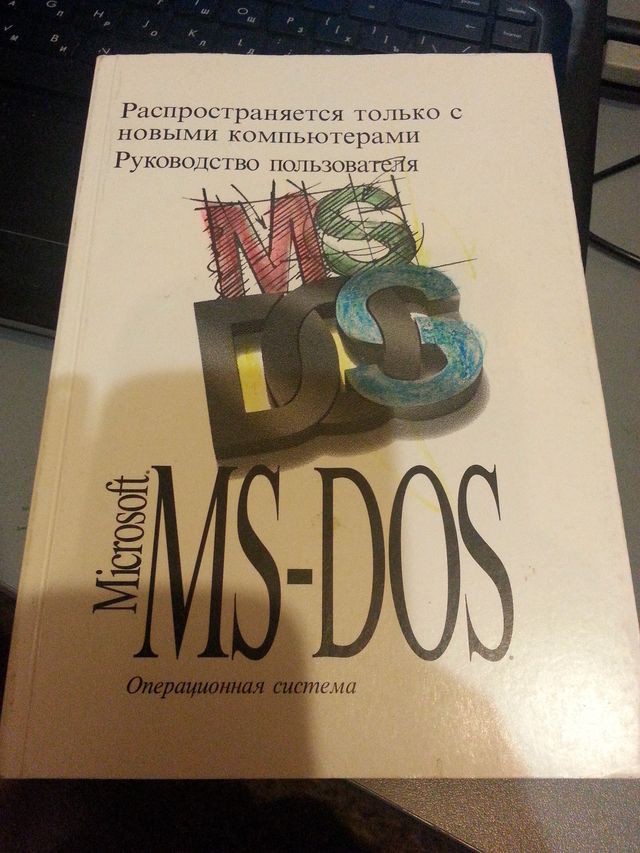 Распространяется только с
новыми компьютерами
Руководство пользователя
MS
DOS
Microsoft®
MS-DOS®
Операционная система